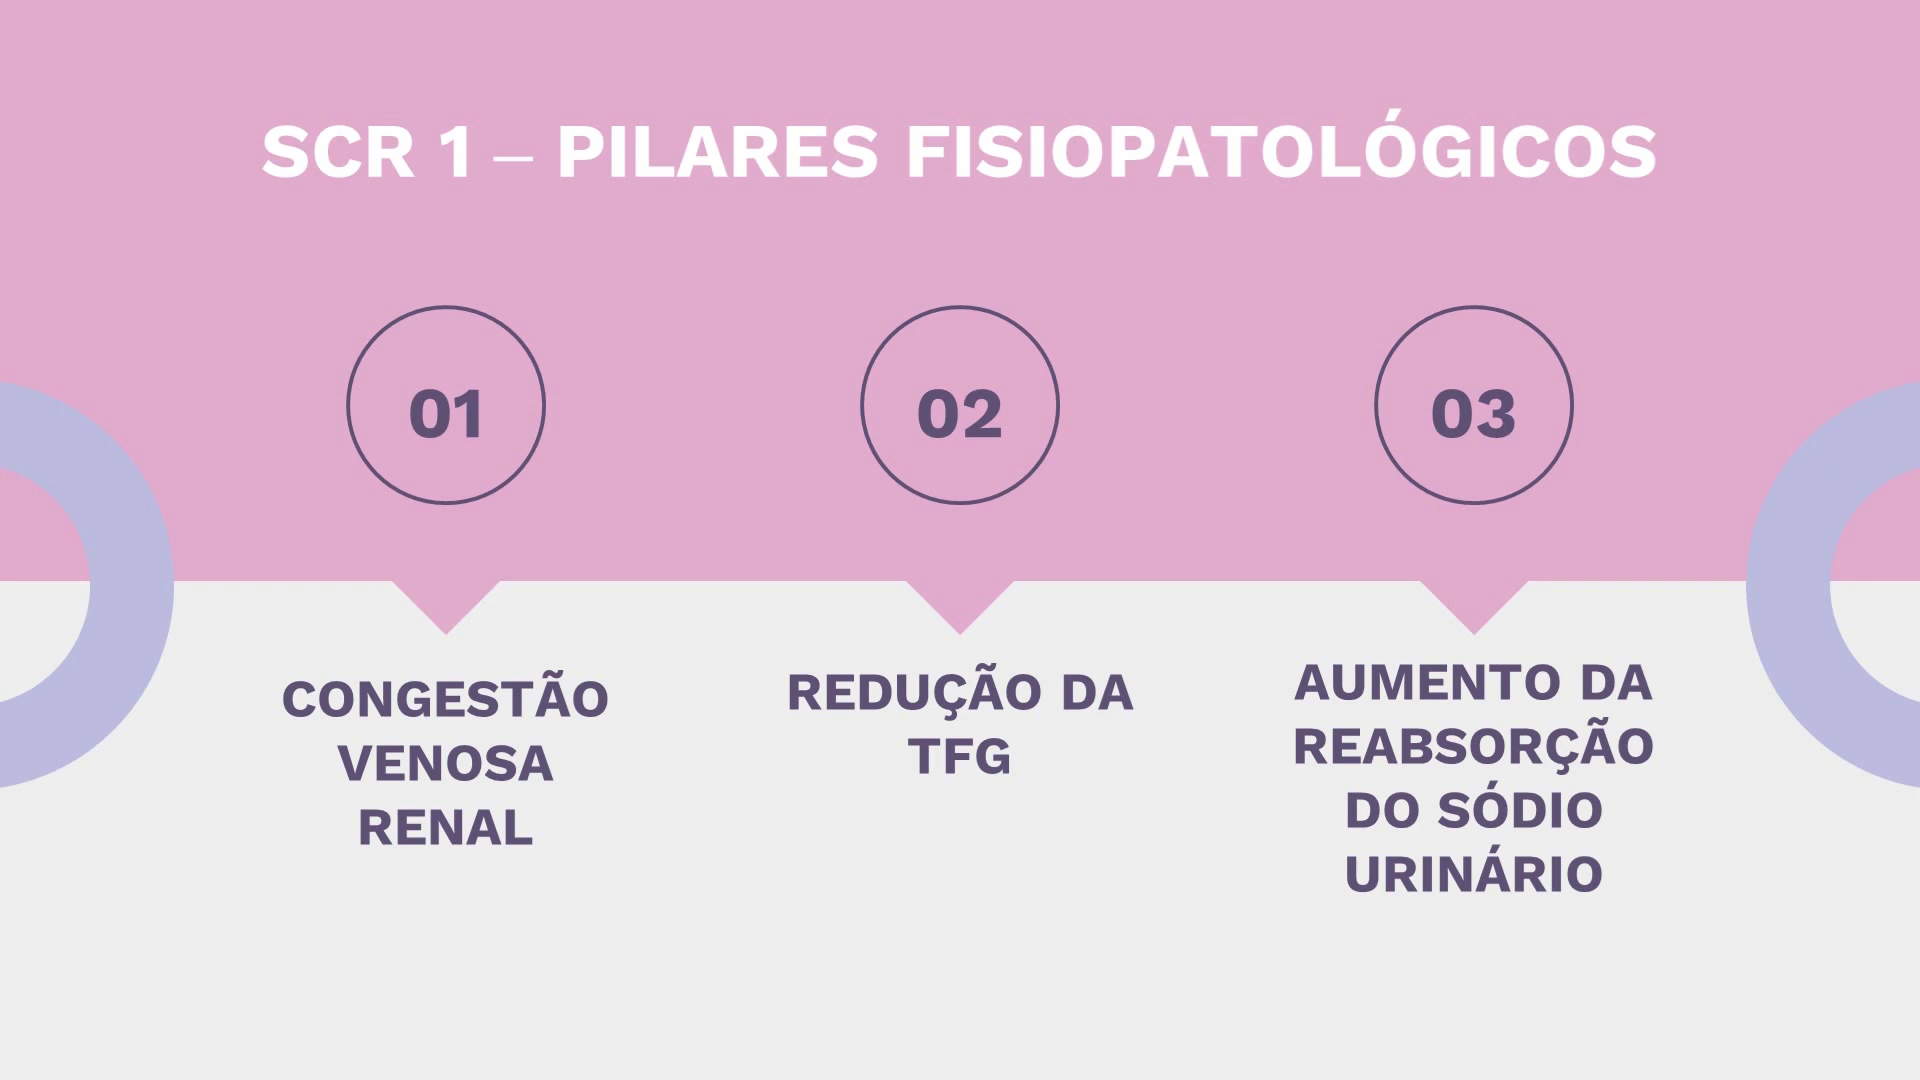 SCR 1 – PILARES FISIOPATOLÓGICOS
01
02
03
CONGESTÃO
VENOSA
RENAL
REDUÇÃO DA
TFG
AUMENTO DA
REABSORÇÃO
DO SÓDIO
URINÁRIO